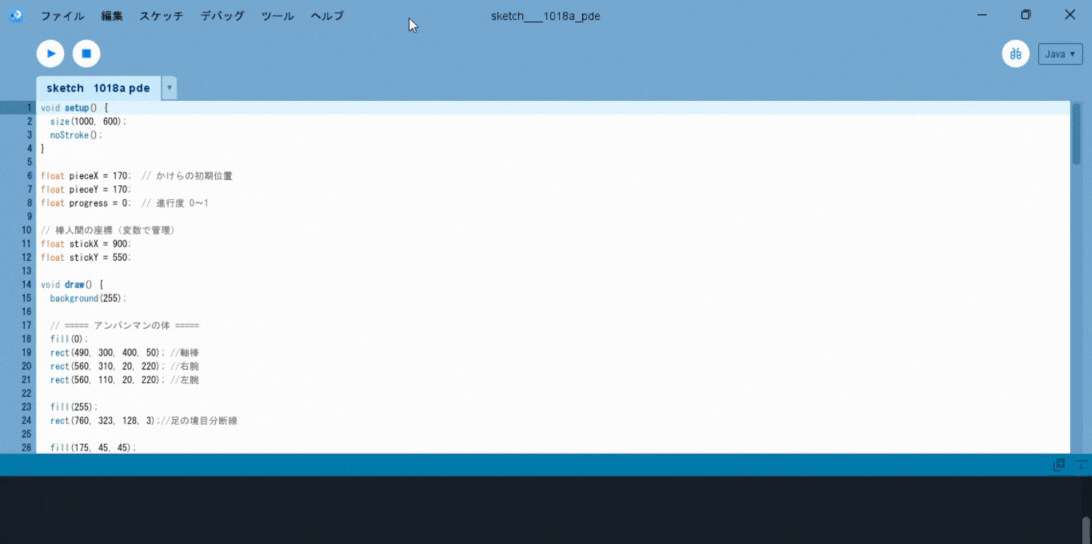 ファイル 編集 スケッチ デバッグ ツール ヘルプ sketch___1018a_pde
Java ▼
sketch 1018a pde ▼
1 void setup() {
2 size(1000, 600);
3 noStroke();
4 }
5
6 float pieceX = 170; // かけらの初期位置
7 float pieceY = 170;
8 float progress = 0; // 進行度 0～1
9
10 // 棒人間の座標（変数で管理）
11 float stickX = 900;
12 float stickY = 550;
13
14 void draw() {
15 background(255);
16
17 // ===== アンパンマンの体 =====
18 fill(0);
19 rect(490, 300, 400, 50); //軸棒
20 rect(560, 310, 20, 220); //右腕
21 rect(560, 110, 20, 220); //左腕
22
23 fill(255);
24 rect(760, 323, 128, 3);//足の境目分断線
25
26 fill(175, 45, 45);